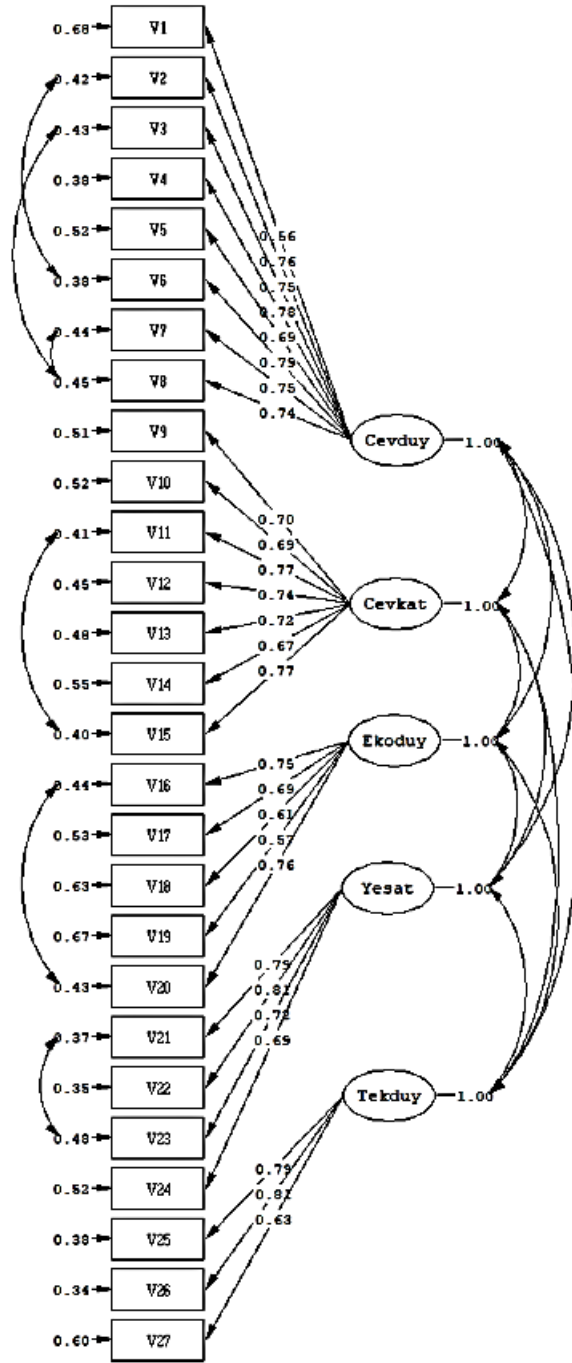 0.68 V1
0.42 V2
0.43 V3
0.38 V4
0.52 V5
0.56
0.76
0.38 V6
0.75
0.78
0.44 V7
0.69
0.79
0.45 V8
0.75
0.74
0.51 V9
Cevduy 1.00
0.52 V10
0.70
0.41 V11
0.69
0.77
0.45 V12
0.74
Cevkat 1.00
0.48 V13
0.72
0.67
0.55 V14
0.77
0.40 V15
Ekoduy 1.00
0.44 V16
0.75
0.69
0.53 V17
0.61
0.57
0.63 V18
0.76
Yesat 1.00
0.67 V19
0.43 V20
0.79
0.81
0.37 V21
0.72
0.69
0.35 V22
Tekduy 1.00
0.48 V23
0.52 V24
0.79
0.38 V25
0.81
0.63
0.34 V26
0.60 V27